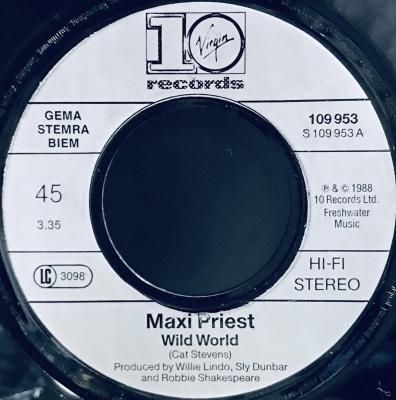 10
Virgin
records
GEMA
STEMRA
BIEM
109 953
S 109 953 A
45
3.35
℗ & © 1988
10 Records Ltd.
Freshwater
Music
LC 3098
HI-FI
STEREO
Maxi Priest
Wild World
(Cat Stevens)
Produced by Willie Lindo, Sly Dunbar
and Robbie Shakespeare